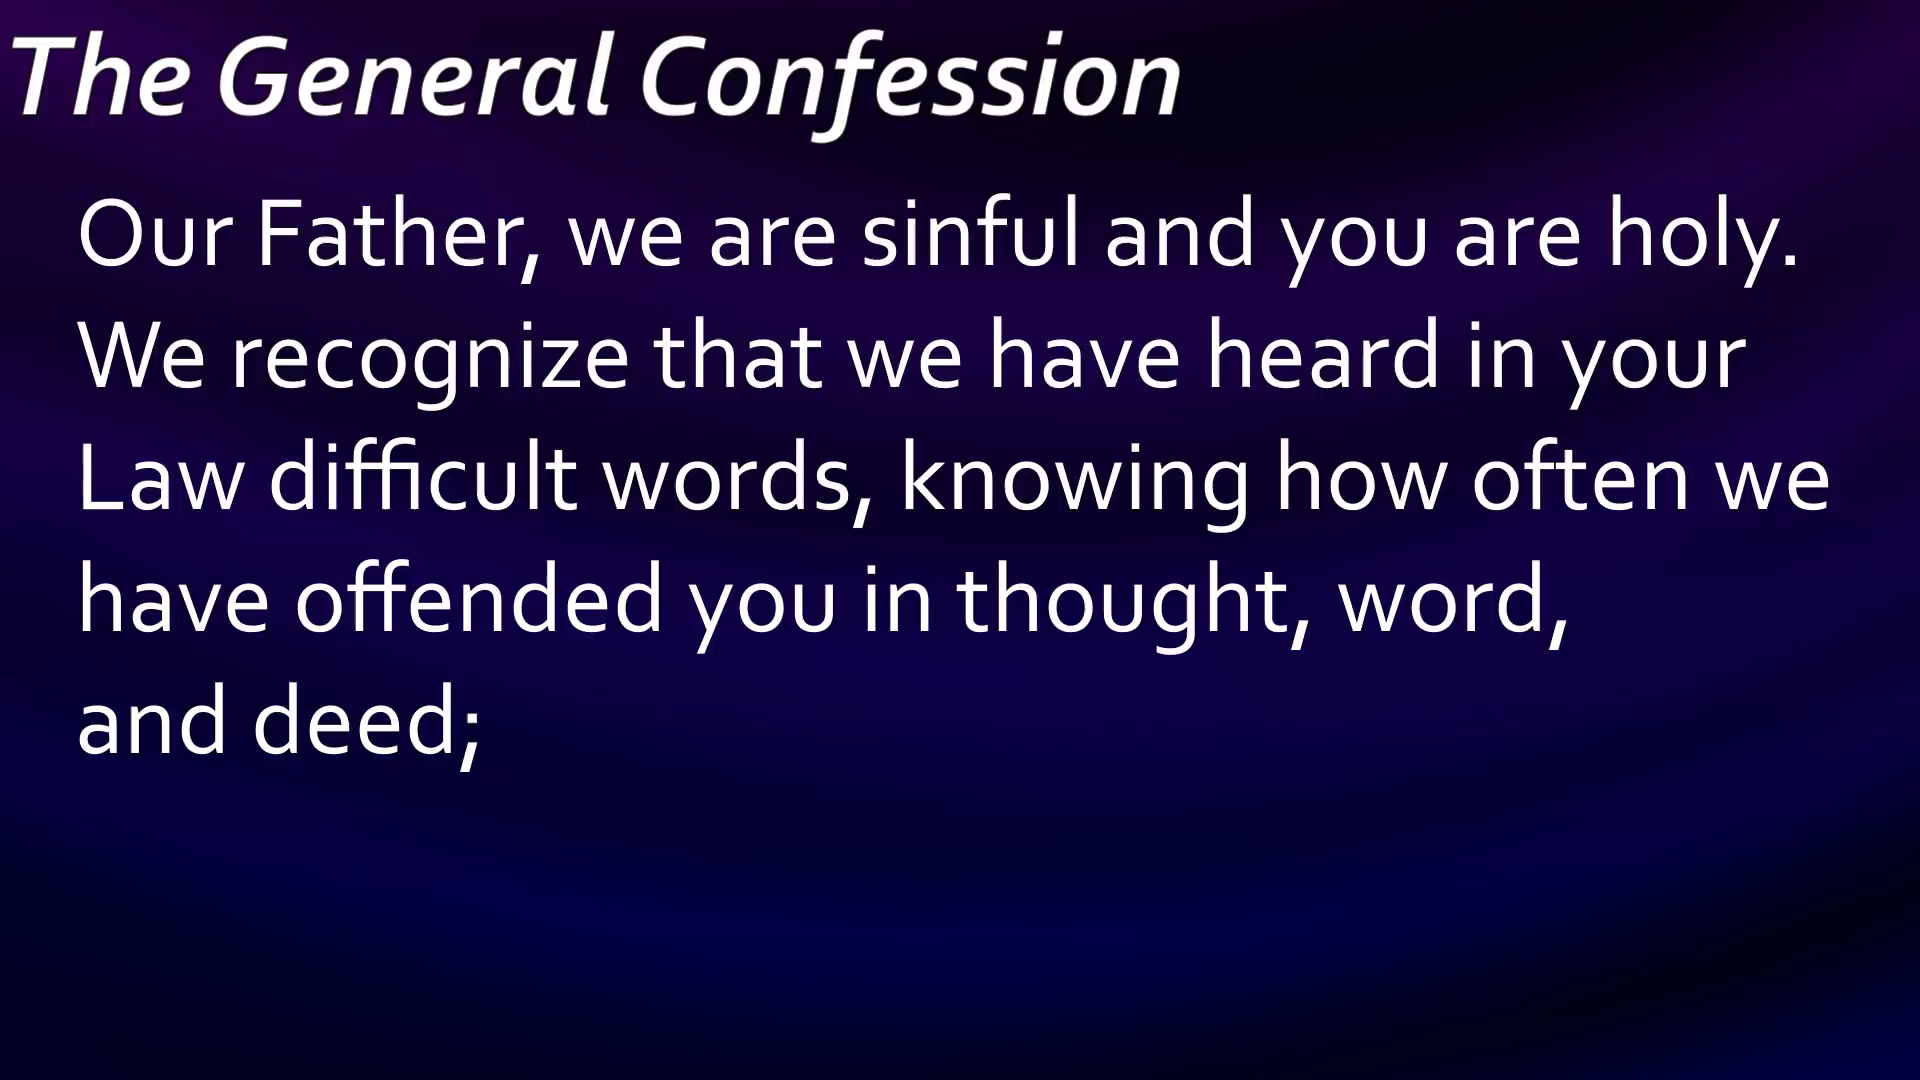 The General Confession
Our Father, we are sinful and you are holy.
We recognize that we have heard in your
Law difficult words, knowing how often we
have offended you in thought, word,
and deed;